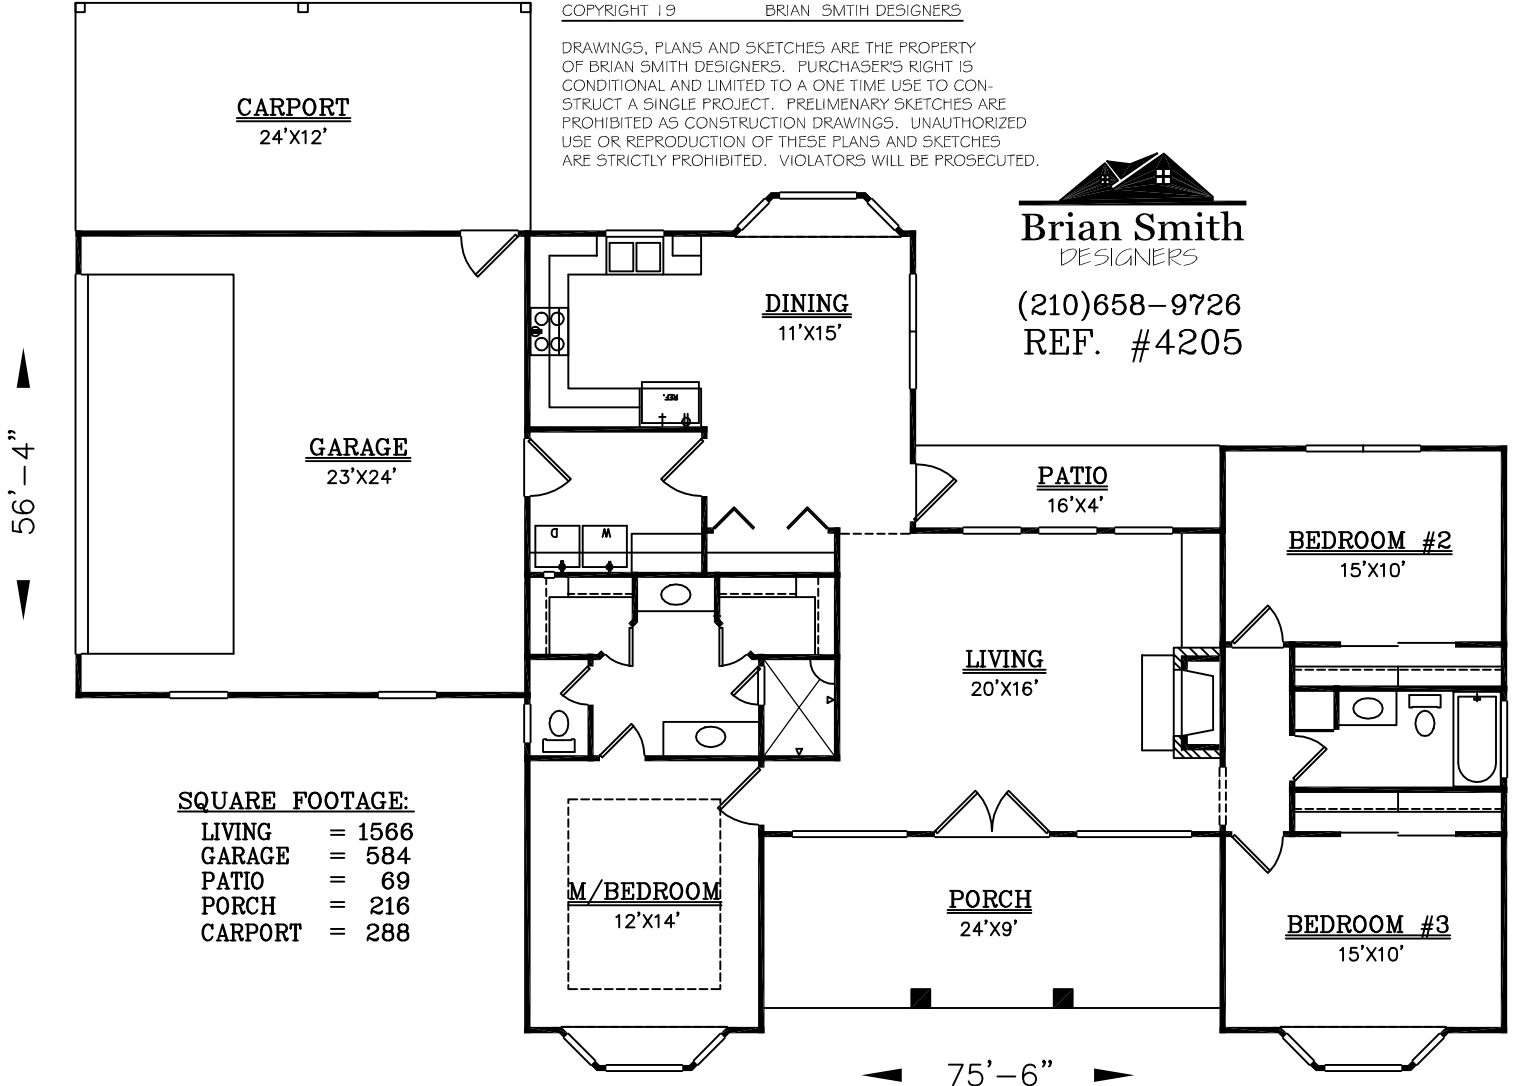 COPYRIGHT 19 BRIAN SMTIH DESIGNERS
DRAWINGS, PLANS AND SKETCHES ARE THE PROPERTY
OF BRIAN SMITH DESIGNERS. PURCHASER'S RIGHT IS
CONDITIONAL AND LIMITED TO A ONE TIME USE TO CON-
STRUCT A SINGLE PROJECT. PRELIMENARY SKETCHES ARE
PROHIBITED AS CONSTRUCTION DRAWINGS. UNAUTHORIZED
USE OR REPRODUCTION OF THESE PLANS AND SKETCHES
ARE STRICTLY PROHIBITED. VIOLATORS WILL BE PROSECUTED.
CARPORT
24'X12'
Brian Smith
DESIGNERS
(210)658-9726
REF. #4205
DINING
11'X15'
REF.
GARAGE
23'X24'
56'-4"
PATIO
16'X4'
D
W
BEDROOM #2
15'X10'
LIVING
20'X16'
SQUARE FOOTAGE:
LIVING = 1566
GARAGE = 584
PATIO = 69
PORCH = 216
CARPORT = 288
M/BEDROOM
12'X14'
PORCH
24'X9'
BEDROOM #3
15'X10'
75'-6"